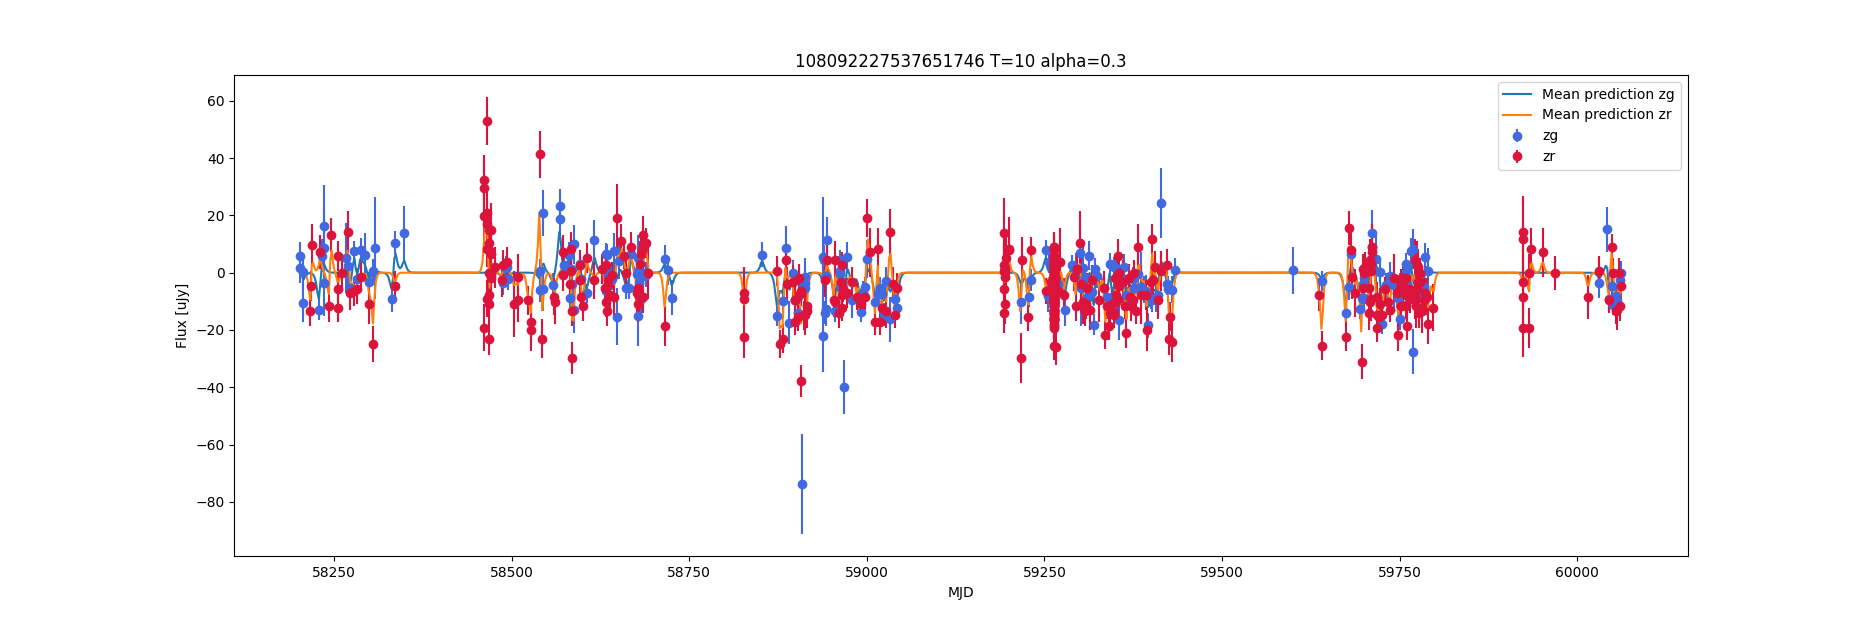 108092227537651746 T=10 alpha=0.3
Mean prediction zg
Mean prediction zr
zg
zr
60
40
20
0
−20
−40
−60
−80
Flux [uJy]
58250 58500 58750 59000 59250 59500 59750 60000
MJD